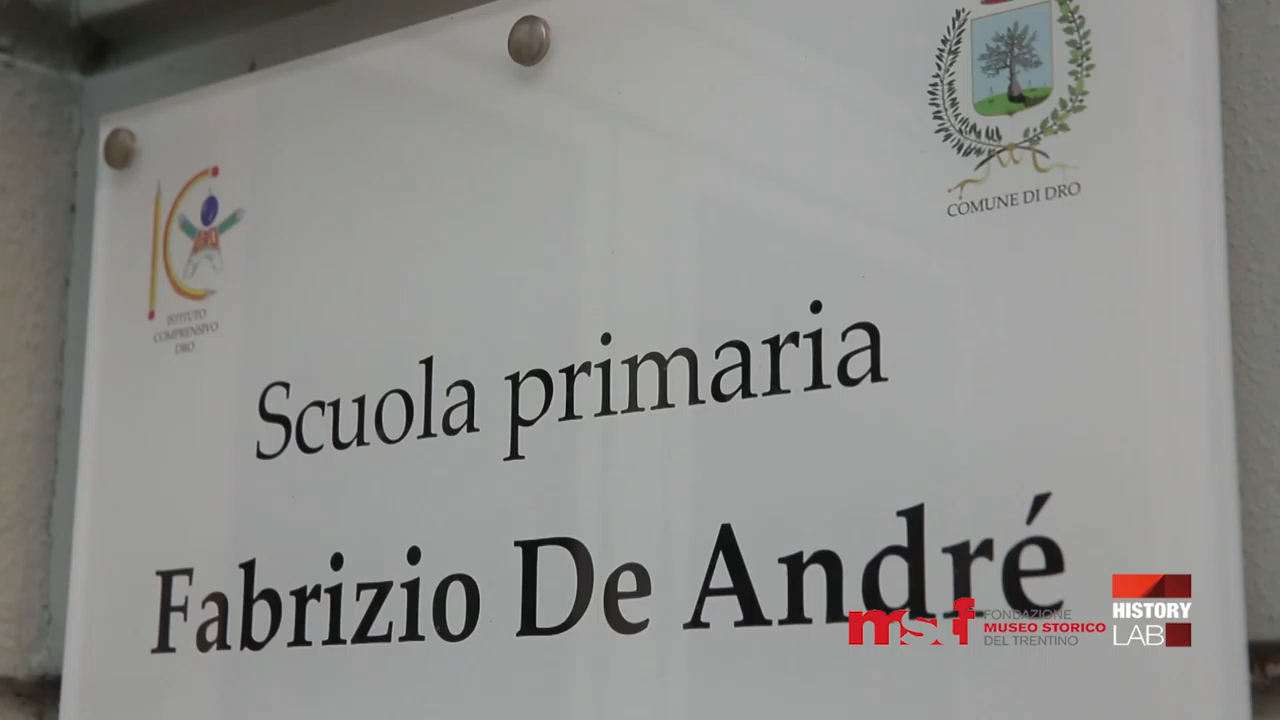 COMUNE DI DRO
ISTITUTO
COMPRENSIVO
DRO
Scuola primaria
Fabrizio De André
msf FONDAZIONE
MUSEO STORICO
DEL TRENTINO
HISTORY
LAB